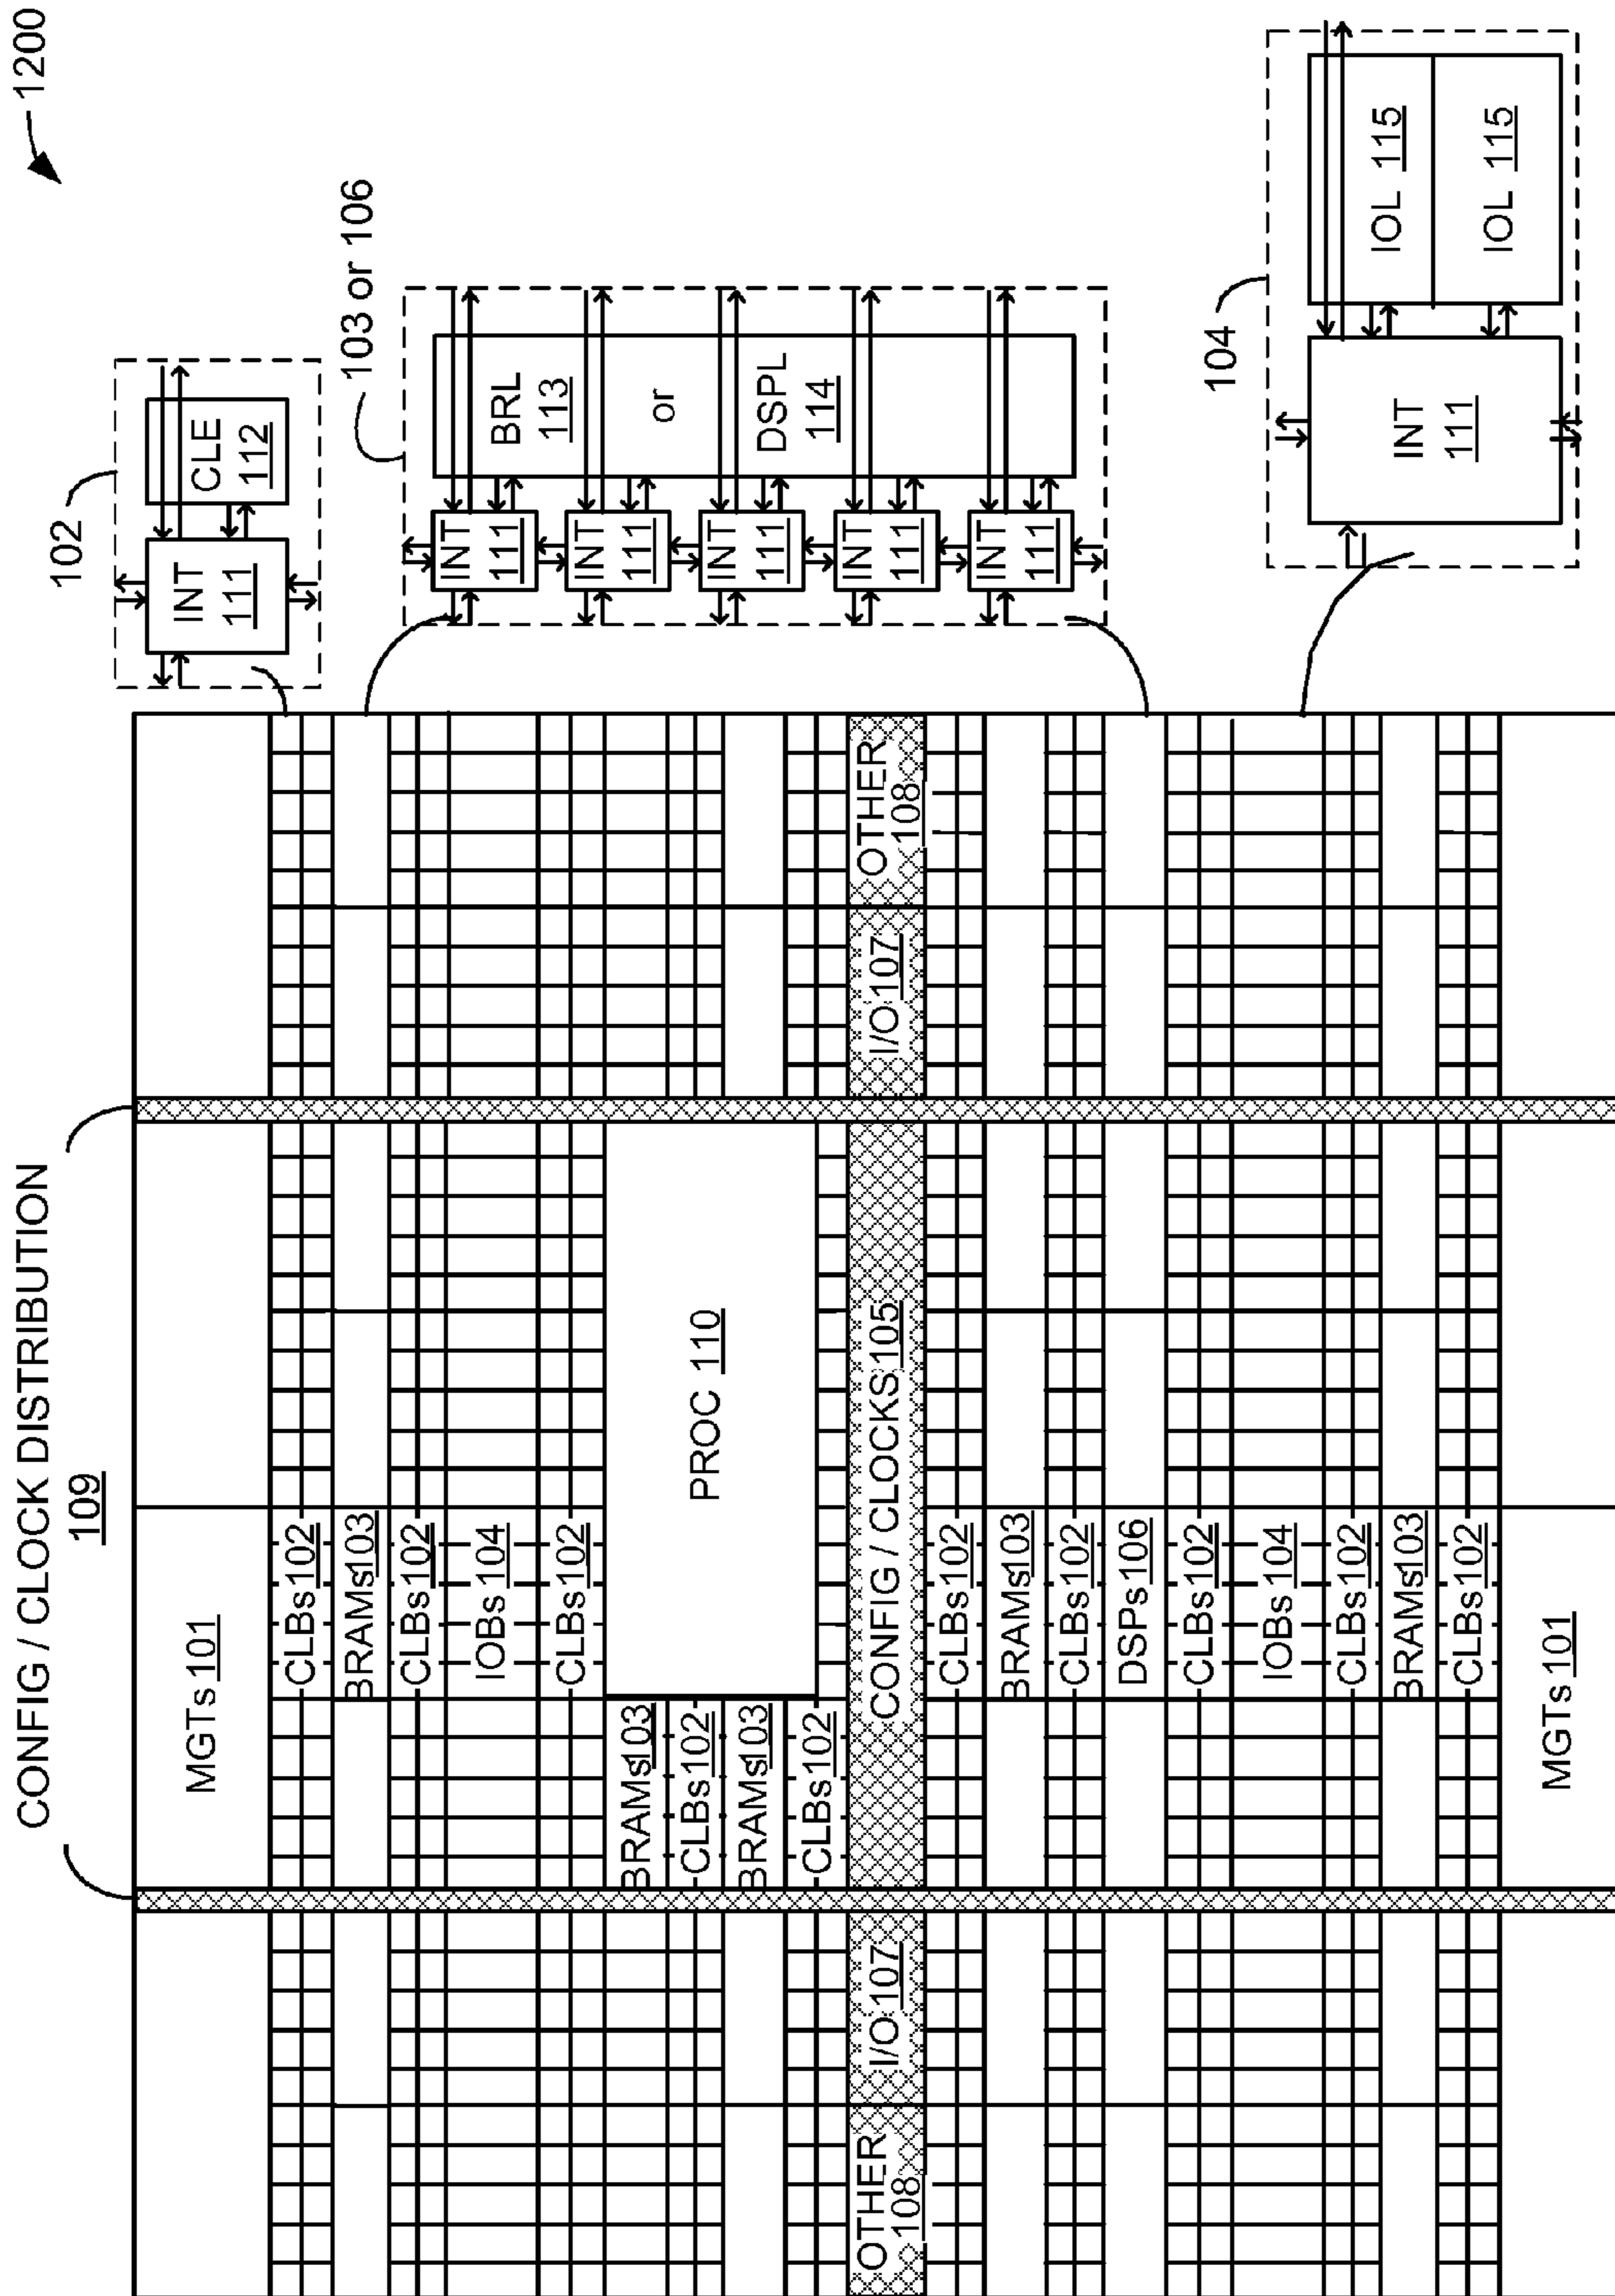 1200
CONFIG / CLOCK DISTRIBUTION
109
MGTs 101
CLBs 102
BRAMs 103
CLBs 102
IOBs 104
CLBs 102
BRAMs 103
CLBs 102
BRAMs 103
CLBs 102
PROC 110
OTHER
108
I/O 107
CONFIG / CLOCKS 105
I/O 107
OTHER
108
CLBs 102
BRAMs 103
CLBs 102
DSPs 106
CLBs 102
IOBs 104
CLBs 102
BRAMs 103
CLBs 102
MGTs 101
102
INT
111
CLE
112
103 or 106
INT
111
INT
111
INT
111
INT
111
INT
111
BRL
113
or
DSPL
114
104
INT
111
IOL 115
IOL 115